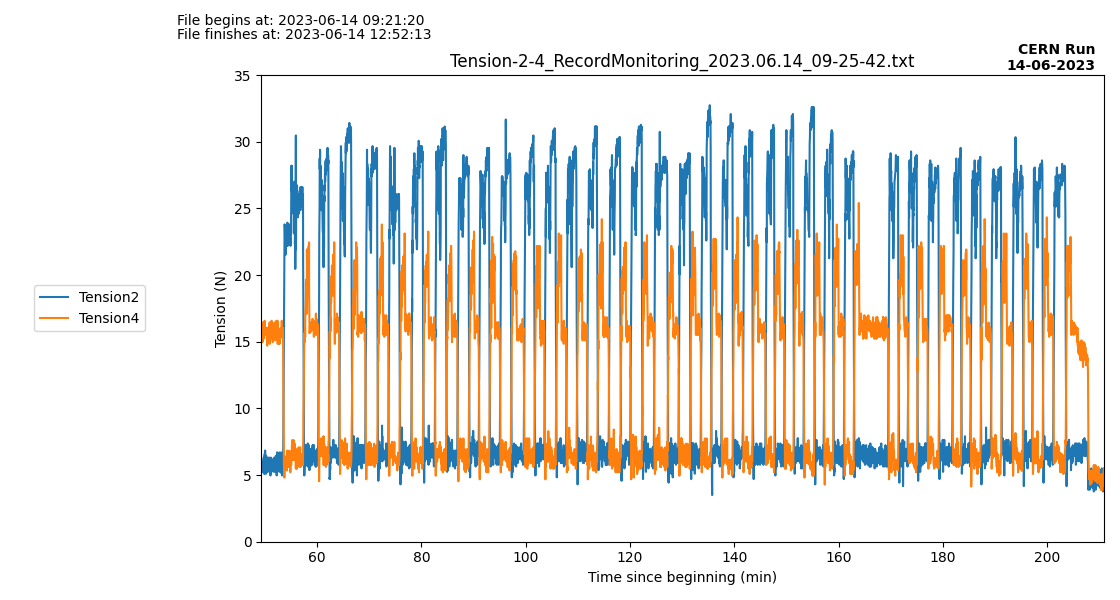 File begins at: 2023-06-14 09:21:20
File finishes at: 2023-06-14 12:52:13
CERN Run
14-06-2023
Tension-2-4_RecordMonitoring_2023.06.14_09-25-42.txt
35
30
25
20
15
10
5
0
Tension (N)
Tension2
Tension4
60 80 100 120 140 160 180 200
Time since beginning (min)